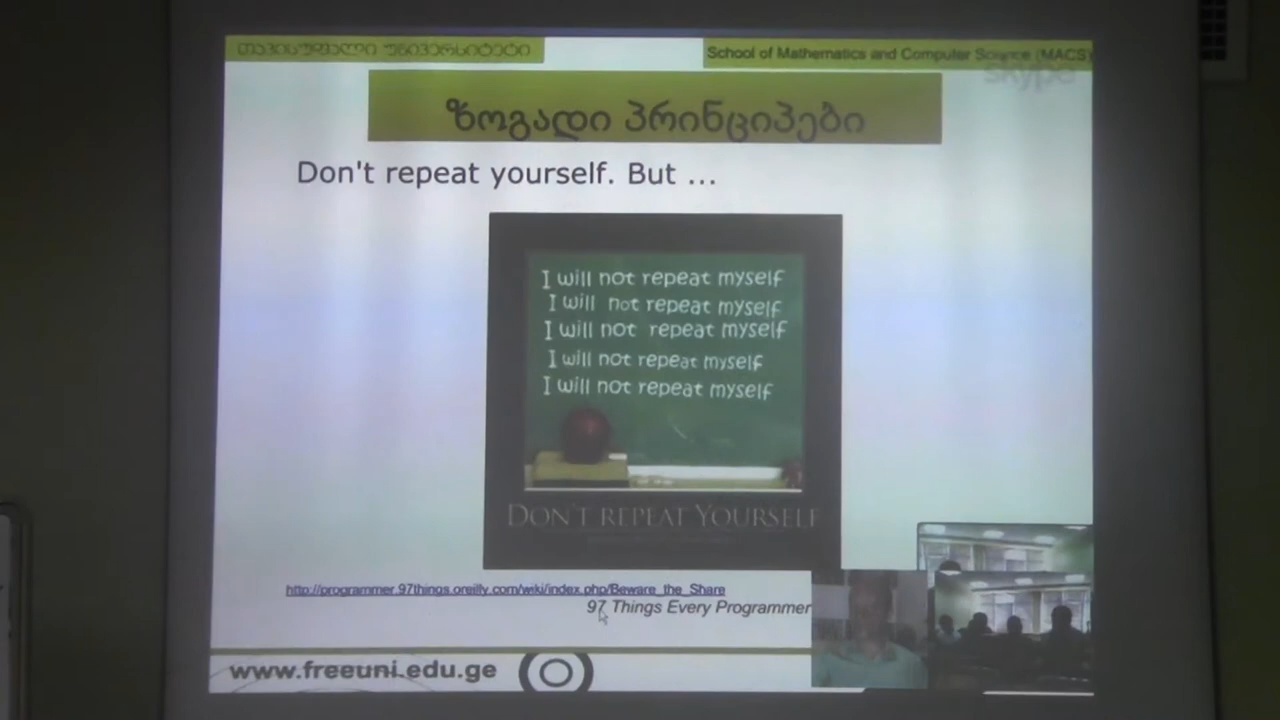 თავისუფალი უნივერსიტეტი
School of Mathematics and Computer Science (MACS)
skype
ზოგადი პრინციპები
Don't repeat yourself. But ...
I will not repeat myself
I will not repeat myself
I will not repeat myself
I will not repeat myself
I will not repeat myself
DON'T REPEAT YOURSELF
http://programmer.97things.oreilly.com/wiki/index.php/Beware_the_Share
97 Things Every Programmer
www.freeuni.edu.ge